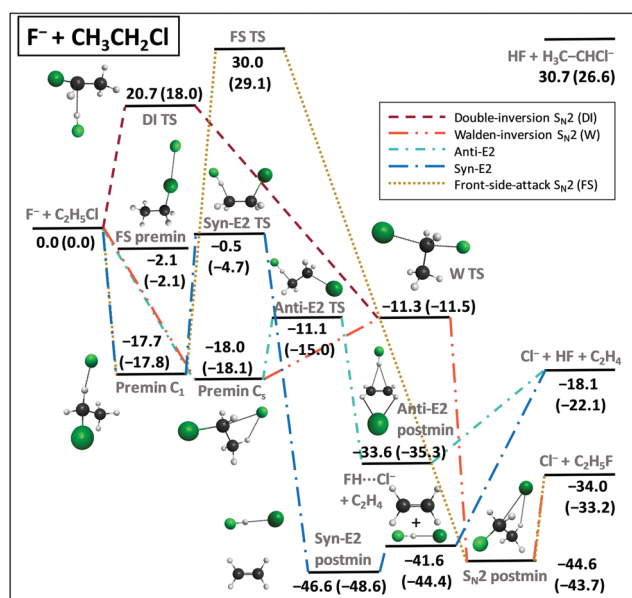 F⁻ + CH₃CH₂Cl
FS TS
30.0
(29.1)
HF + H₃C–CHCl⁻
30.7 (26.6)
20.7 (18.0)
DI TS
Double-inversion Sɴ2 (DI)
Walden-inversion Sɴ2 (W)
Anti-E2
Syn-E2
Front-side-attack Sɴ2 (FS)
F⁻ + C₂H₅Cl
0.0 (0.0)
FS premin
−2.1
(−2.1)
Syn-E2 TS
−0.5
(−4.7)
W TS
−11.3 (−11.5)
Anti-E2 TS
−11.1
(−15.0)
−17.7
(−17.8)
Premin C₁
−18.0
(−18.1)
Premin Cₛ
Cl⁻ + HF + C₂H₄
−18.1
(−22.1)
Anti-E2
postmin
−33.6 (−35.3)
FH···Cl⁻
+ C₂H₄
Cl⁻ + C₂H₅F
−34.0
(−33.2)
+
Syn-E2
postmin
−46.6 (−48.6)
−41.6
(−44.4)
Sɴ2 postmin
−44.6
(−43.7)